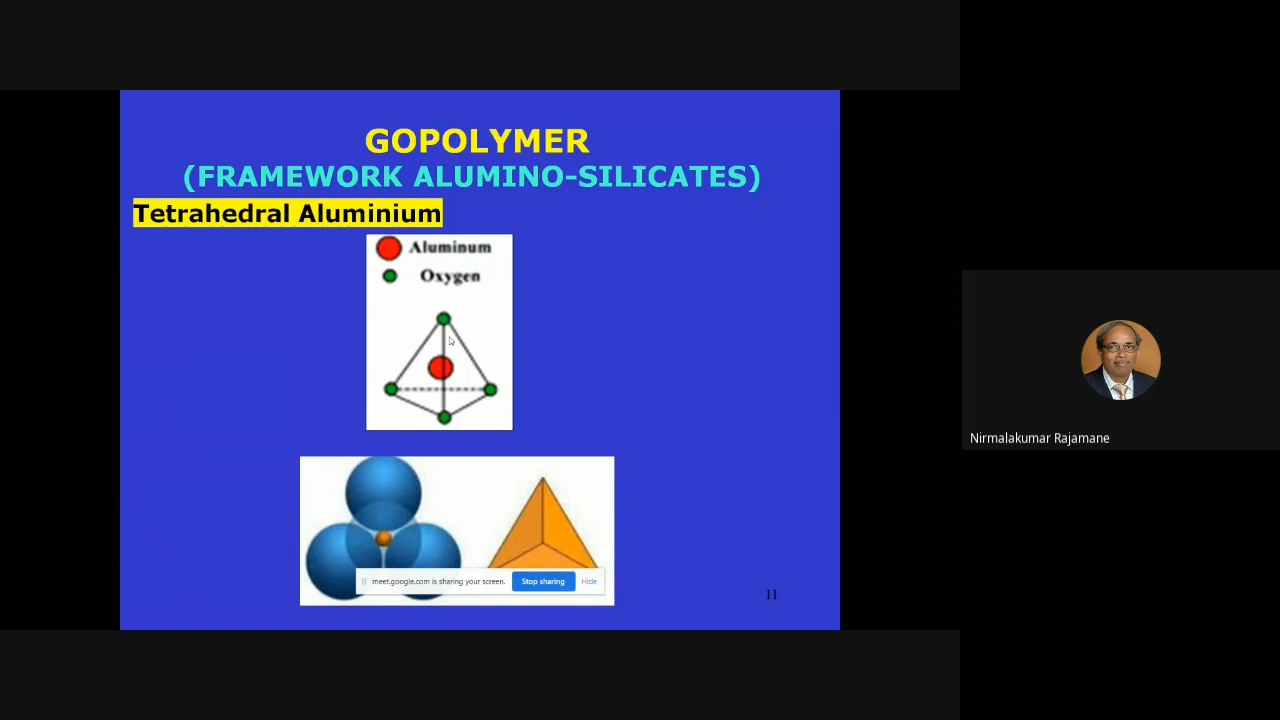 GOPOLYMER
(FRAMEWORK ALUMINO-SILICATES)
Tetrahedral Aluminium
Aluminum
Oxygen
meet.google.com is sharing your screen. Stop sharing Hide
11
Nirmalakumar Rajamane